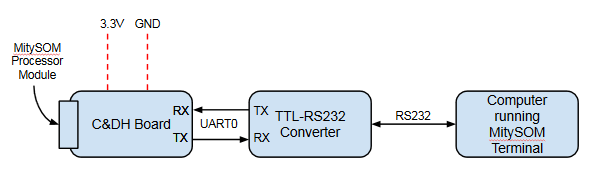 3.3V GND
MitySOM
Processor
Module
C&DH Board
RX
TX
UART0
TX
RX
TTL-RS232
Converter
RS232
Computer
running
MitySOM
Terminal